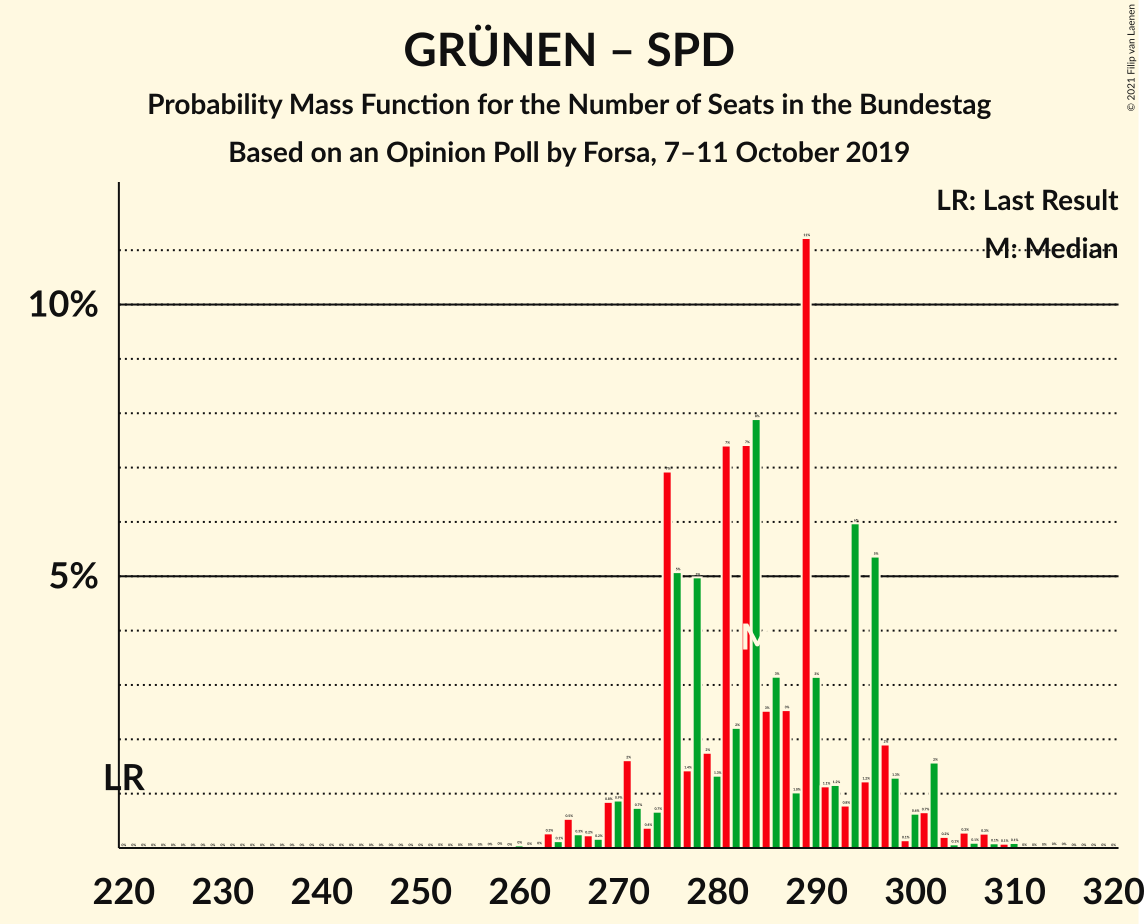 GRÜNEN – SPD
Probability Mass Function for the Number of Seats in the Bundestag
Based on an Opinion Poll by Forsa, 7–11 October 2019
© 2021 Filip van Laenen
LR: Last Result
M: Median
10%
5%
LR
M
220 230 240 250 260 270 280 290 300 310 320